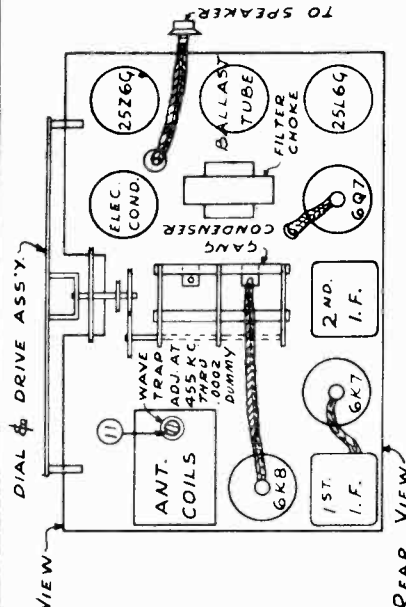 TO SPEAKER
25Z6G
BALLAST
TUBE
25L6G
ELEC.
COND.
FILTER
CHOKE
6Q7
GANG
CONDENSER
DIAL & DRIVE ASS'Y.
2ND.
I.F.
WAVE
TRAP
ADJ. AT
455 KC
THRU
.0002
DUMMY
ANT.
COILS
6K7
6K8
1ST.
I.F.
VIEW
REAR VIEW